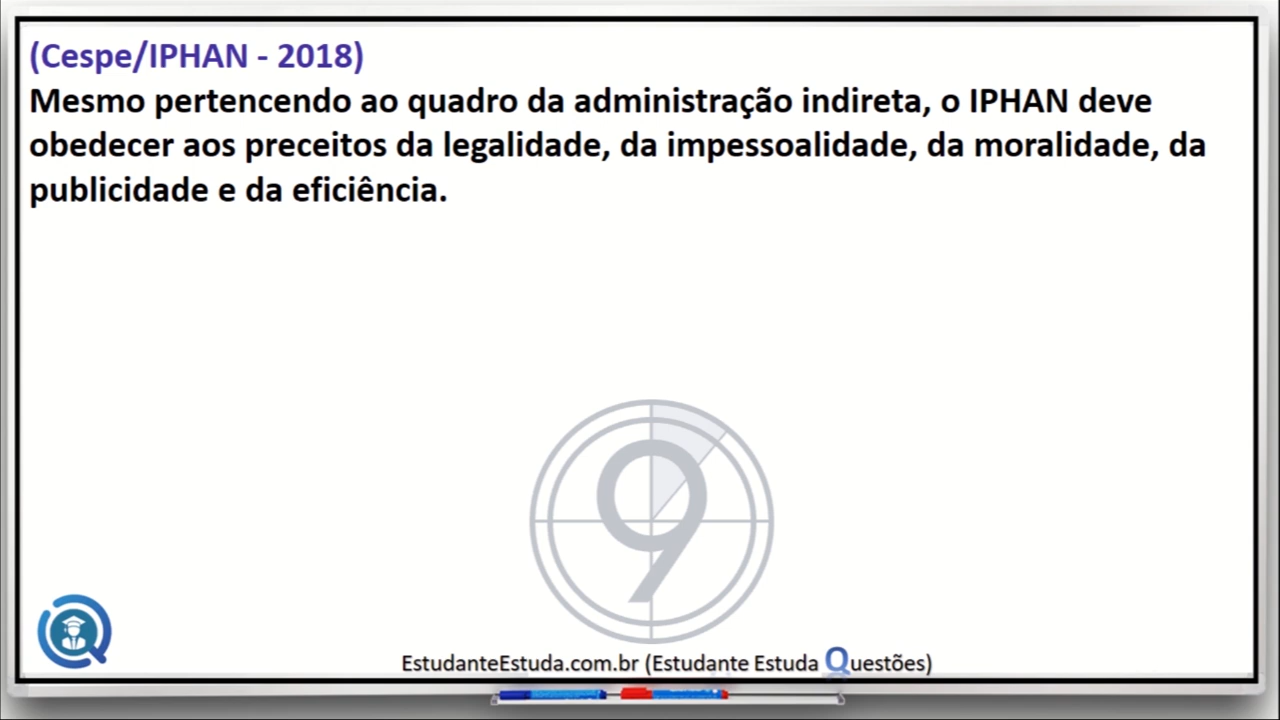 (Cespe/IPHAN - 2018)
Mesmo pertencendo ao quadro da administração indireta, o IPHAN deve
obedecer aos preceitos da legalidade, da impessoalidade, da moralidade, da
publicidade e da eficiência.
9
EstudanteEstuda.com.br (Estudante Estuda Questões)